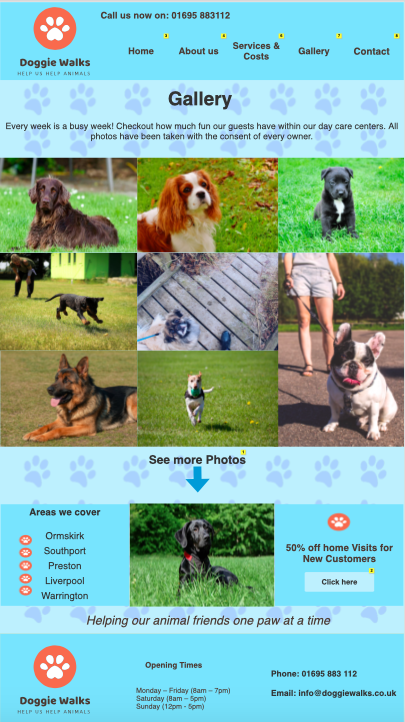 Call us now on: 01695 883112
3
4
6
7
8
Home
About us
Services &
Costs
Gallery
Contact
Doggie Walks
HELP US HELP ANIMALS
Gallery
Every week is a busy week! Checkout how much fun our guests have within our day care centers. All
photos have been taken with the consent of every owner.
See more Photos
1
Areas we cover
Ormskirk
Southport
Preston
Liverpool
Warrington
50% off home Visits for
New Customers
2
Click here
Helping our animal friends one paw at a time
Doggie Walks
HELP US HELP ANIMALS
Opening Times
Monday – Friday (8am – 7pm)
Saturday (8am – 5pm)
Sunday (12pm - 5pm)
Phone: 01695 883 112
Email: info@doggiewalks.co.uk